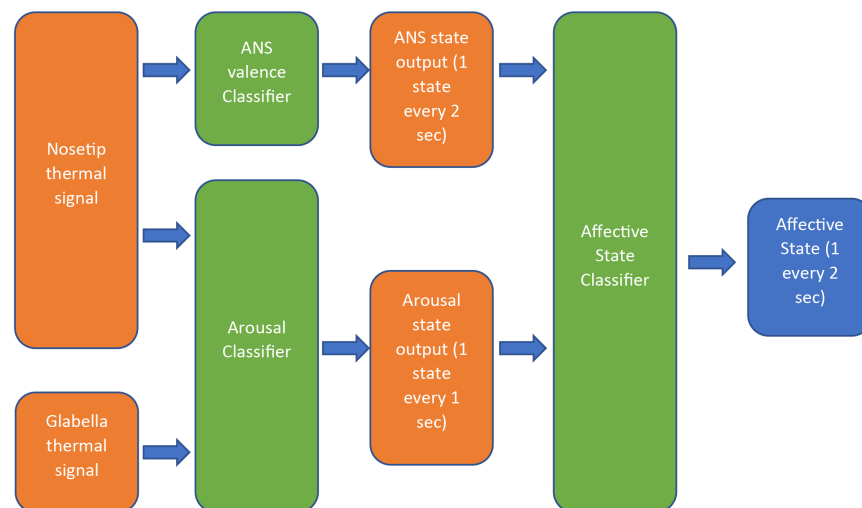 Nosetip
thermal
signal
Glabella
thermal
signal
ANS
valence
Classifier
Arousal
Classifier
ANS state
output (1
state
every 2
sec)
Arousal
state
output (1
state
every 1
sec)
Affective
State
Classifier
Affective
State (1
every 2
sec)